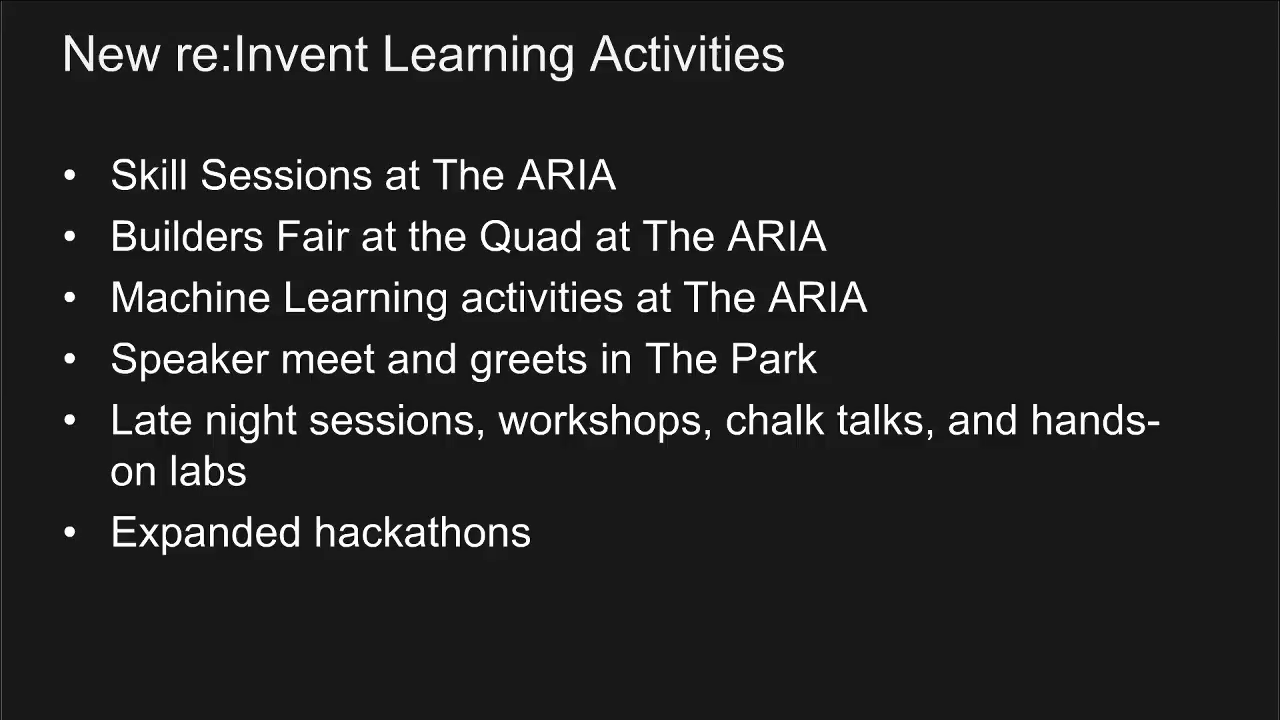 New re:Invent Learning Activities
• Skill Sessions at The ARIA
• Builders Fair at the Quad at The ARIA
• Machine Learning activities at The ARIA
• Speaker meet and greets in The Park
• Late night sessions, workshops, chalk talks, and hands-
on labs
• Expanded hackathons